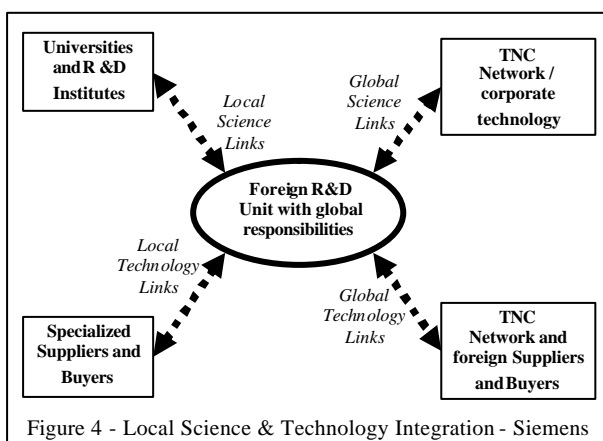 Universities
and R &D
Institutes
TNC
Network /
corporate
technology
Local
Science
Links
Global
Science
Links
Foreign R&D
Unit with global
responsibilities
Local
Technology
Links
Global
Technology
Links
Specialized
Suppliers and
Buyers
TNC
Network and
foreign Suppliers
and Buyers
Figure 4 - Local Science & Technology Integration - Siemens